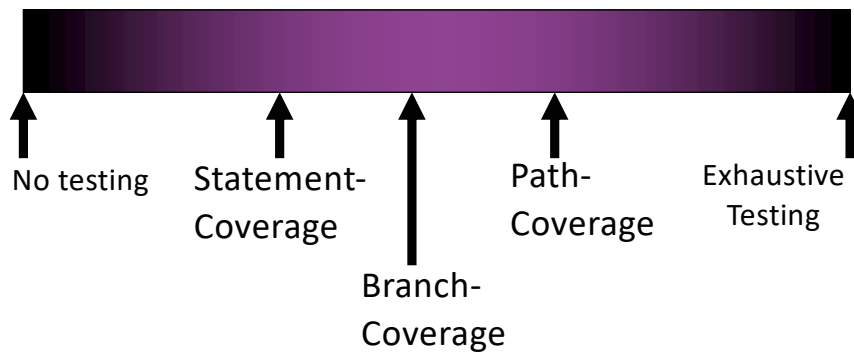 No testing
Statement-
Coverage
Branch-
Coverage
Path-
Coverage
Exhaustive
Testing